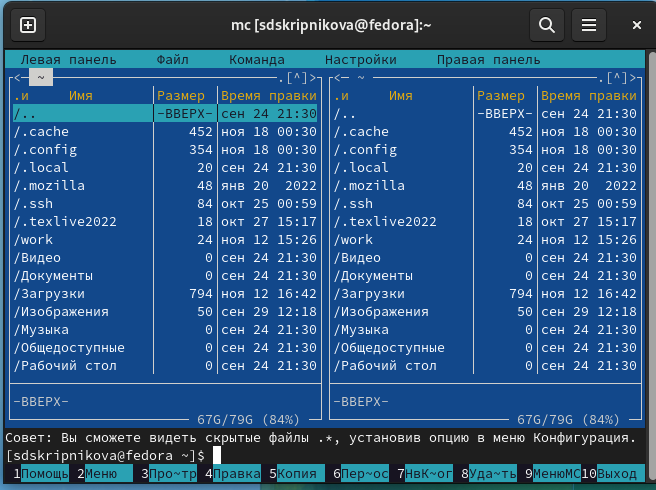 mc [sdskripnikova@fedora]:~
Левая панель Файл Команда Настройки Правая панель
<— ~ .[^]> <— ~ .[^]>
.и Имя Размер Время правки .и Имя Размер Время правки
/.. -ВВЕРХ- сен 24 21:30 /.. -ВВЕРХ- сен 24 21:30
/.cache 452 ноя 18 00:30 /.cache 452 ноя 18 00:30
/.config 354 ноя 18 00:30 /.config 354 ноя 18 00:30
/.local 20 сен 24 21:30 /.local 20 сен 24 21:30
/.mozilla 48 янв 20 2022 /.mozilla 48 янв 20 2022
/.ssh 84 окт 25 00:59 /.ssh 84 окт 25 00:59
/.texlive2022 18 окт 27 15:17 /.texlive2022 18 окт 27 15:17
/work 24 ноя 12 15:26 /work 24 ноя 12 15:26
/Видео 0 сен 24 21:30 /Видео 0 сен 24 21:30
/Документы 0 сен 24 21:30 /Документы 0 сен 24 21:30
/Загрузки 794 ноя 12 16:42 /Загрузки 794 ноя 12 16:42
/Изображения 50 сен 29 12:18 /Изображения 50 сен 29 12:18
/Музыка 0 сен 24 21:30 /Музыка 0 сен 24 21:30
/Общедоступные 0 сен 24 21:30 /Общедоступные 0 сен 24 21:30
/Рабочий стол 0 сен 24 21:30 /Рабочий стол 0 сен 24 21:30
-ВВЕРХ- -ВВЕРХ-
67G/79G (84%) 67G/79G (84%)
Совет: Вы сможете видеть скрытые файлы .*, установив опцию в меню Конфигурация.
[sdskripnikova@fedora ~]$
1Помощь 2Меню 3Про~тр 4Правка 5Копия 6Пер~ос 7НвК~ог 8Уда~ть 9МенюМС 10Выход